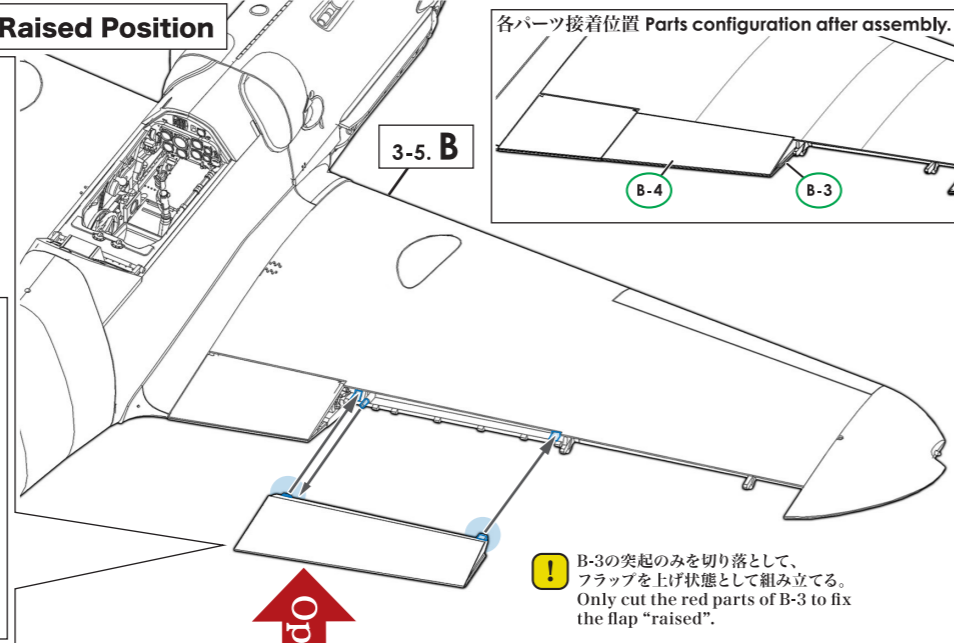 Raised Position
各パーツ接着位置 Parts configuration after assembly.
B-4
B-3
3-5. B
!
B-3の突起のみを切り落として、
フラップを上げ状態として組み立てる。
Only cut the red parts of B-3 to fix
the flap “raised”.
Op